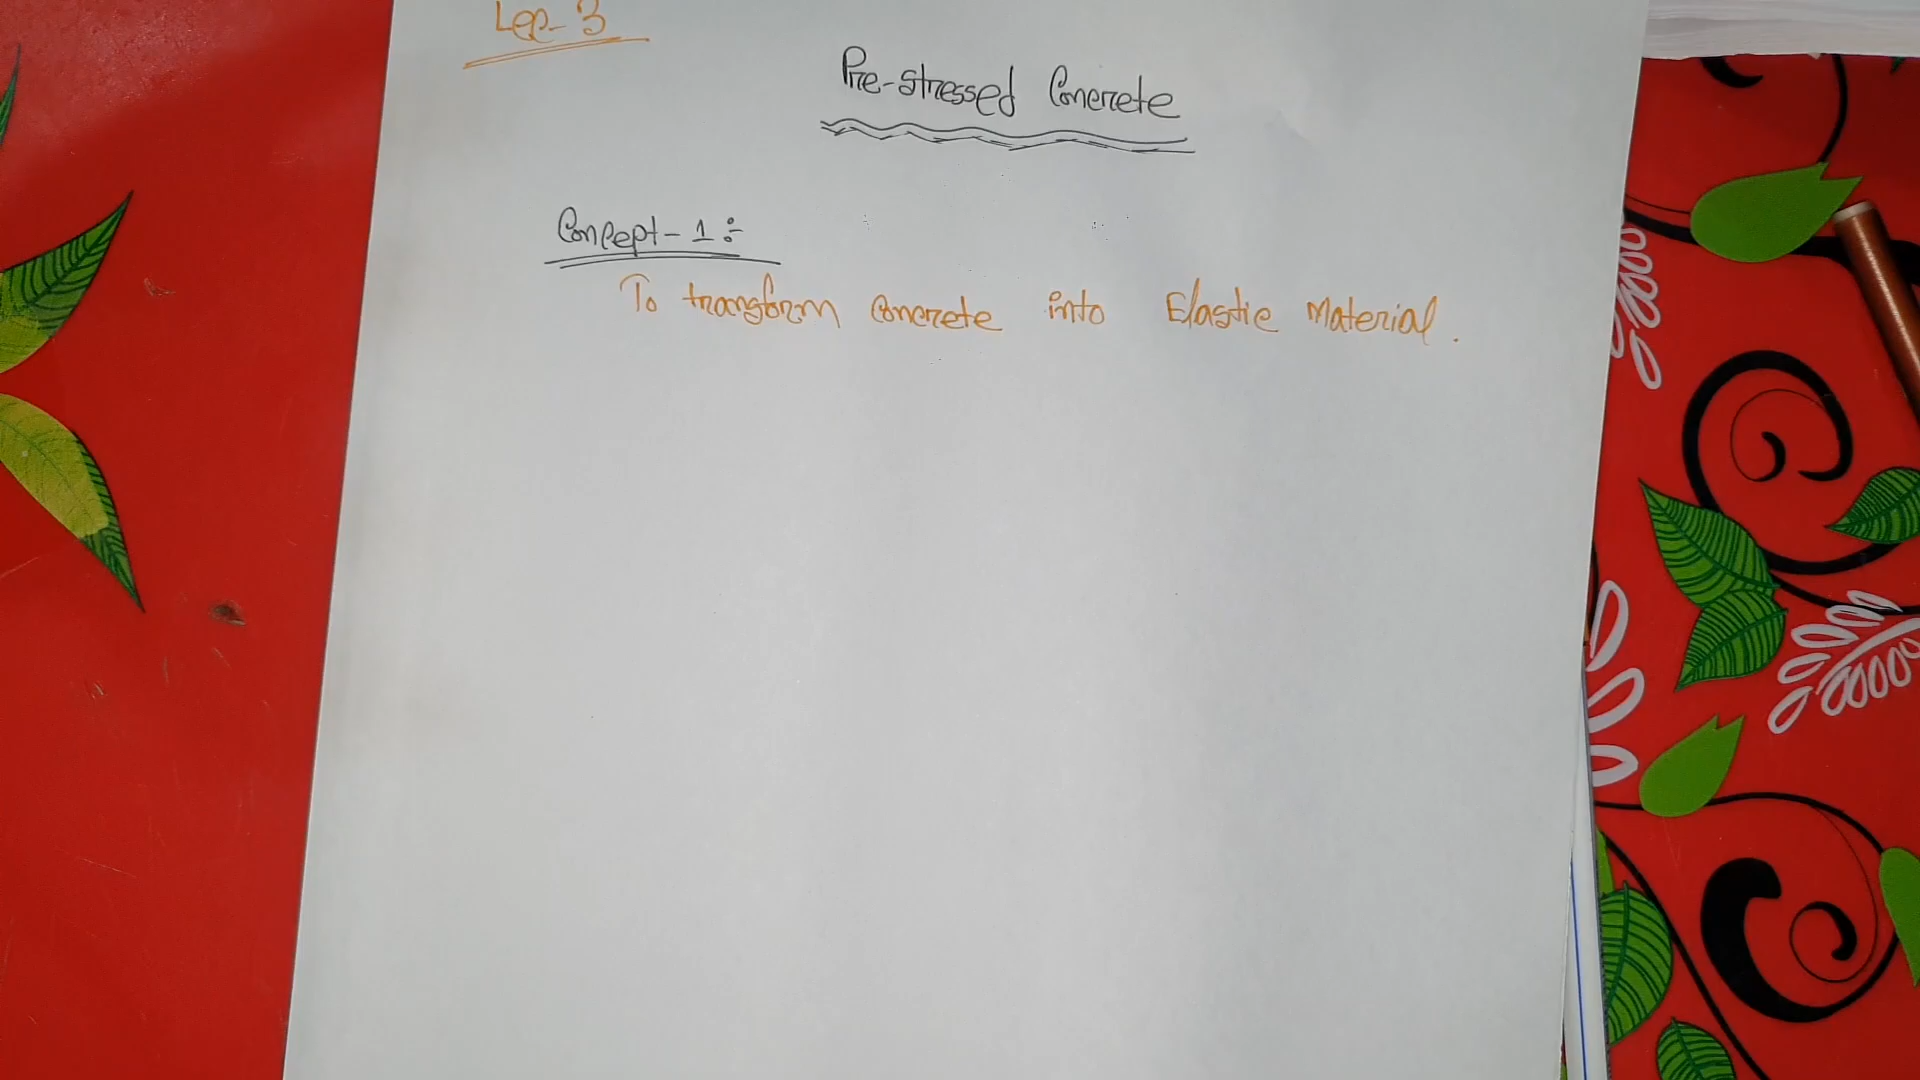 Lec-3
Pre-stressed Concrete
Concept-1:-
To transform Concrete into Elastic Material.